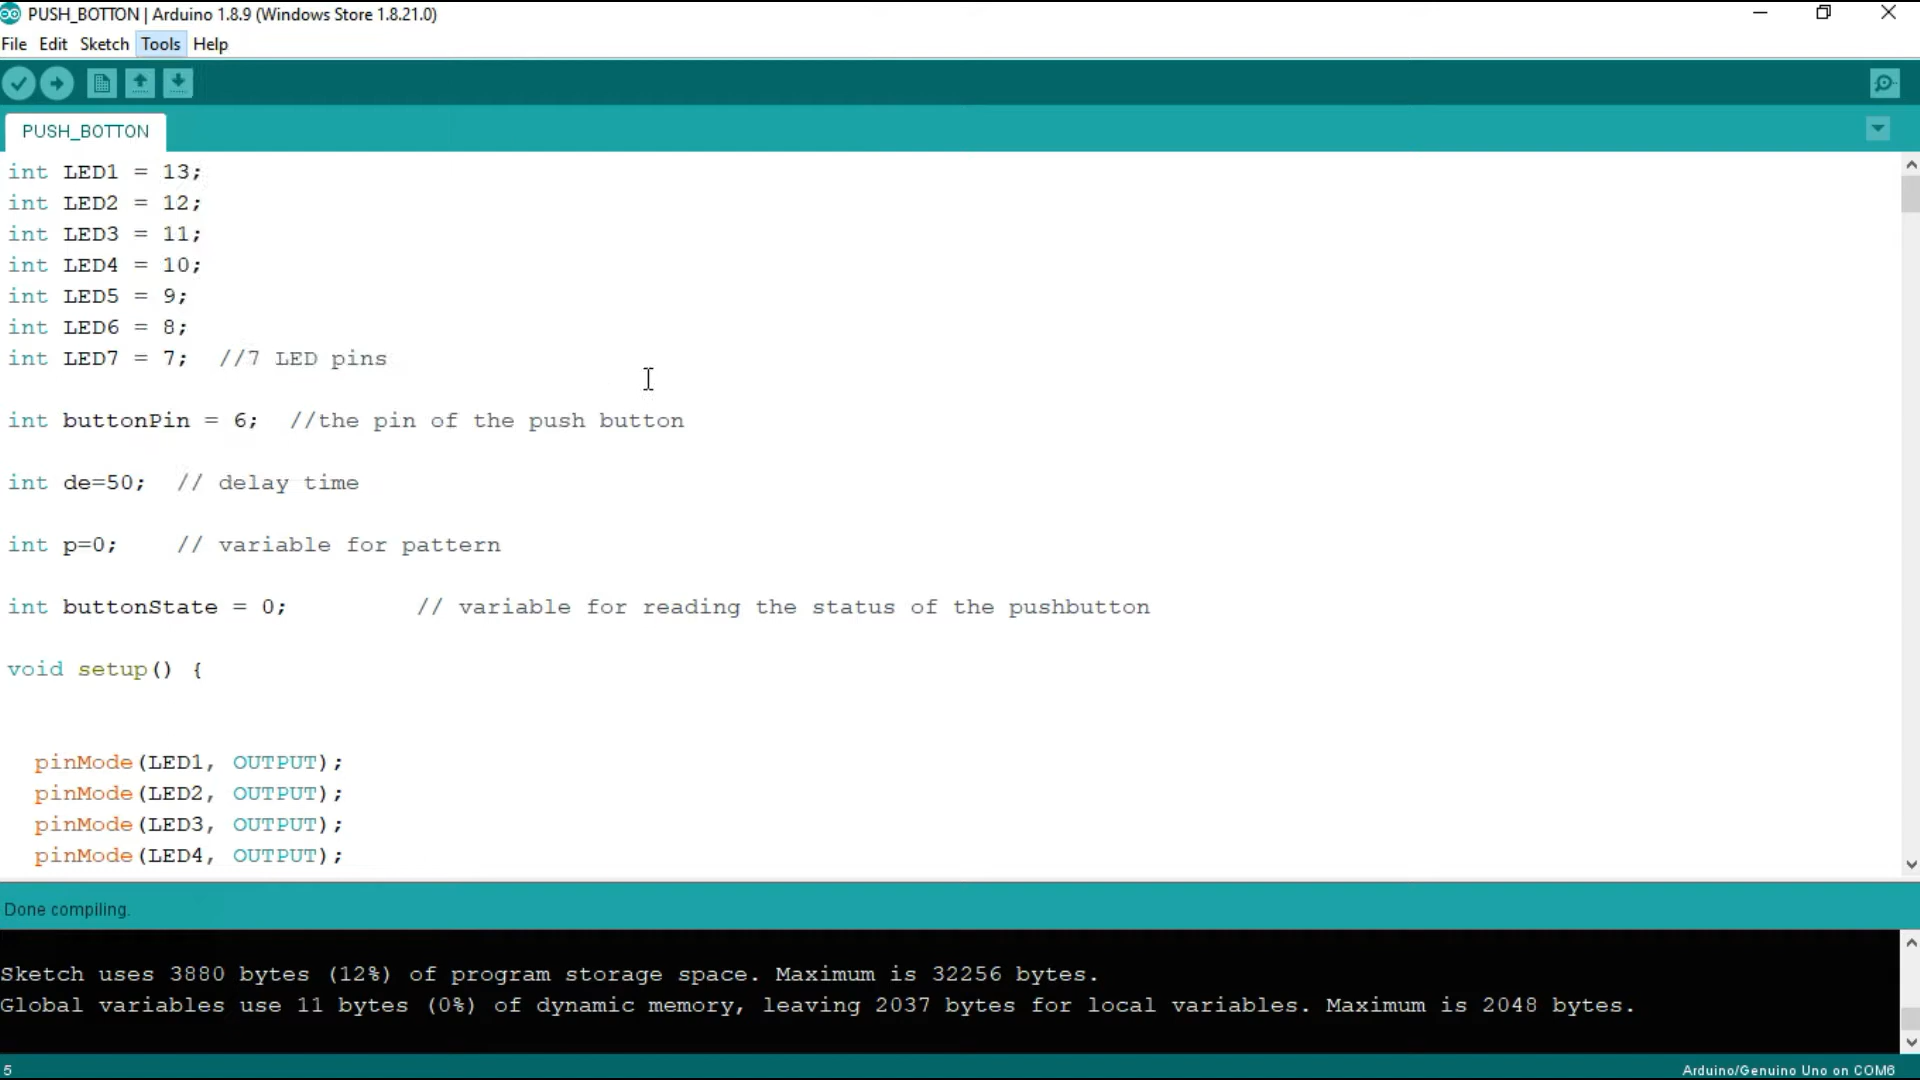 PUSH_BOTTON | Arduino 1.8.9 (Windows Store 1.8.21.0)
File Edit Sketch Tools Help
PUSH_BOTTON
int LED1 = 13;
int LED2 = 12;
int LED3 = 11;
int LED4 = 10;
int LED5 = 9;
int LED6 = 8;
int LED7 = 7;  //7 LED pins
int buttonPin = 6;  //the pin of the push button
int de=50;  // delay time
int p=0;    // variable for pattern
int buttonState = 0;         // variable for reading the status of the pushbutton
void setup() {
  pinMode(LED1, OUTPUT);
  pinMode(LED2, OUTPUT);
  pinMode(LED3, OUTPUT);
  pinMode(LED4, OUTPUT);
Done compiling.
Sketch uses 3880 bytes (12%) of program storage space. Maximum is 32256 bytes.
Global variables use 11 bytes (0%) of dynamic memory, leaving 2037 bytes for local variables. Maximum is 2048 bytes.
5 Arduino/Genuino Uno on COM6